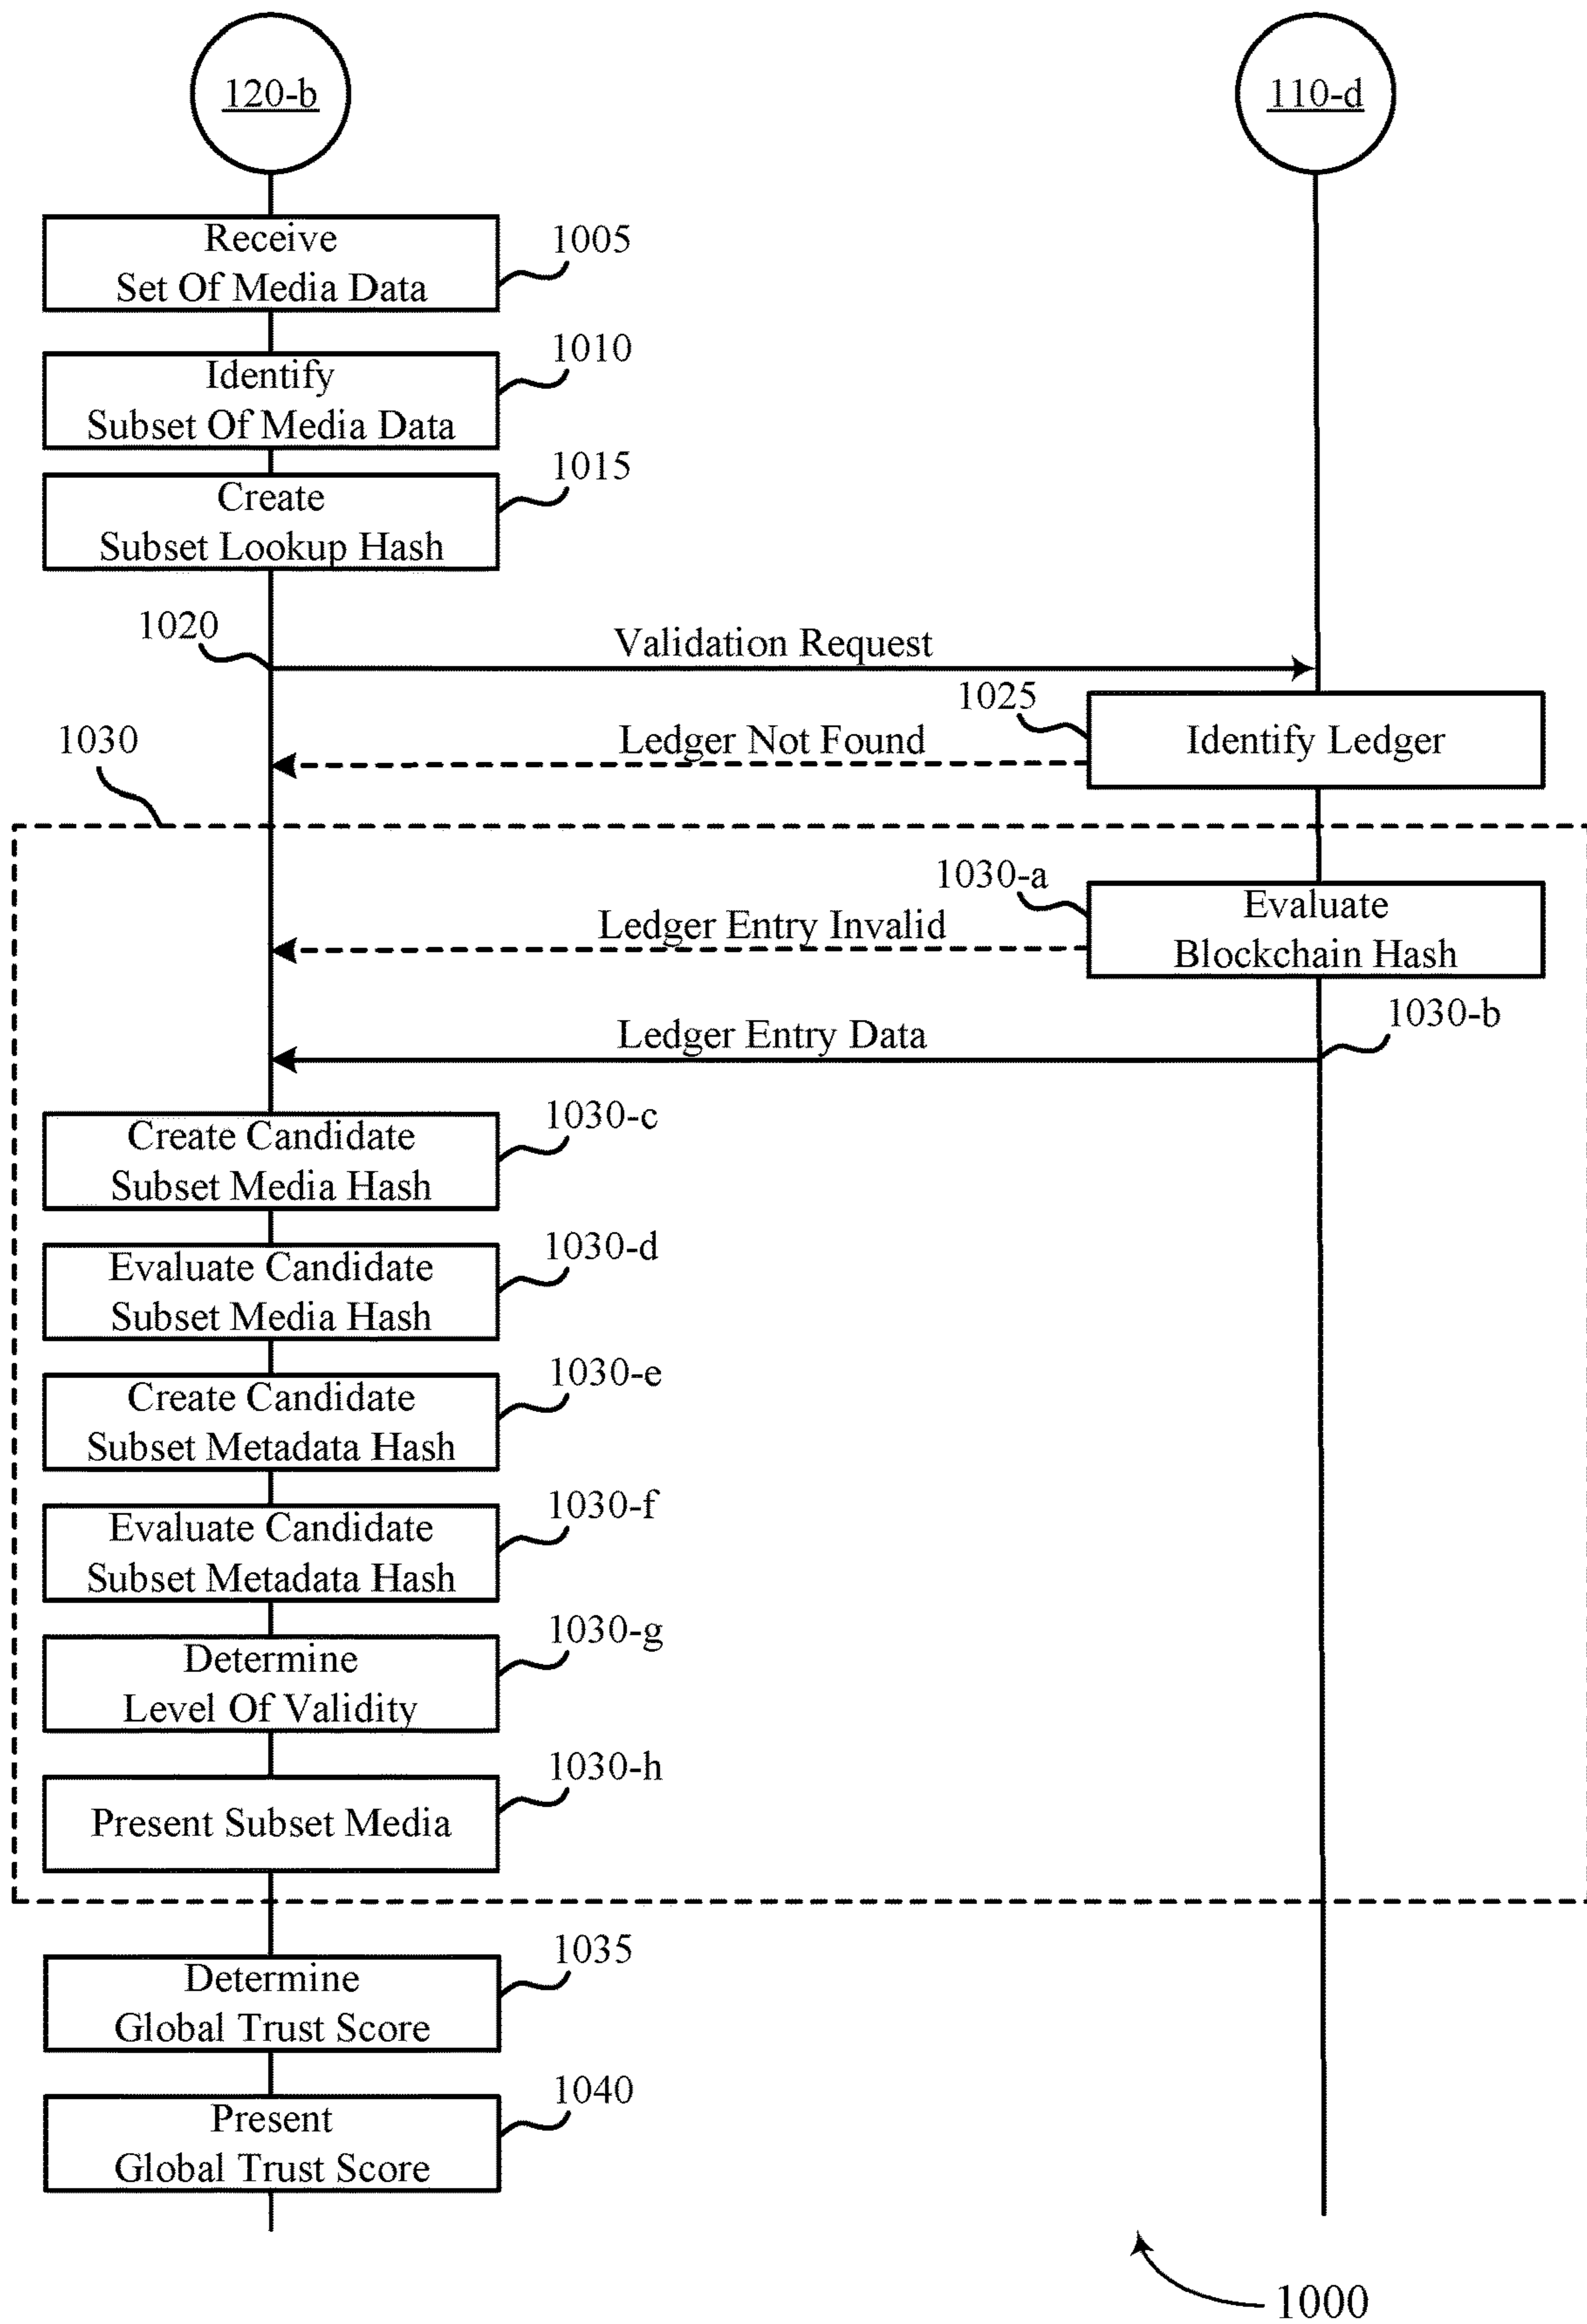 120-b
110-d
Receive
Set Of Media Data
1005
Identify
Subset Of Media Data
1010
Create
Subset Lookup Hash
1015
1020
Validation Request
1025
Identify Ledger
Ledger Not Found
1030
1030-a
Evaluate
Blockchain Hash
Ledger Entry Invalid
1030-b
Ledger Entry Data
Create Candidate
Subset Media Hash
1030-c
Evaluate Candidate
Subset Media Hash
1030-d
Create Candidate
Subset Metadata Hash
1030-e
Evaluate Candidate
Subset Metadata Hash
1030-f
Determine
Level Of Validity
1030-g
Present Subset Media
1030-h
Determine
Global Trust Score
1035
Present
Global Trust Score
1040
1000